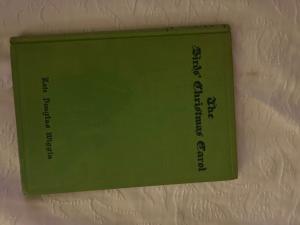 The
Birds' Christmas Carol
Kate Douglas Wiggin